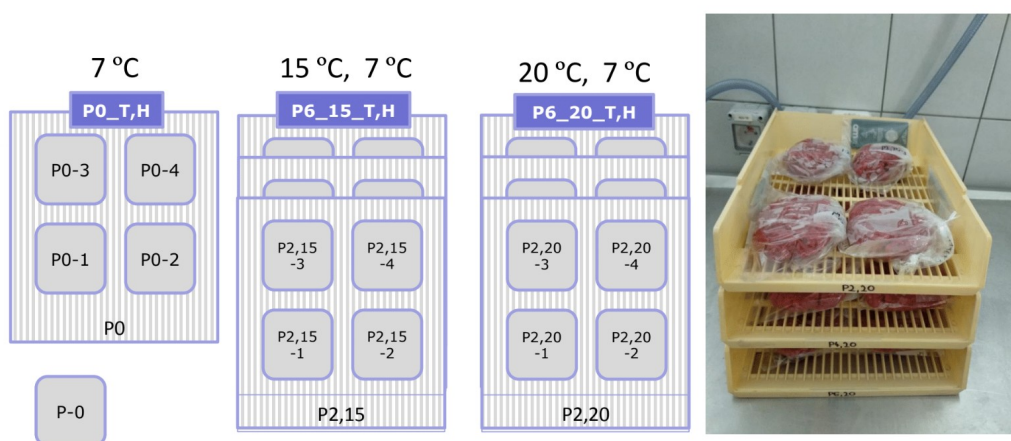 7 ºC
15 ºC, 7 ºC
20 ºC, 7 ºC
P0_T,H
P6_15_T,H
P6_20_T,H
P0-3
P0-4
P0-1
P0-2
P0
P-0
P2,15
-3
P2,15
-4
P2,15
-1
P2,15
-2
P2,15
P2,20
-3
P2,20
-4
P2,20
-1
P2,20
-2
P2,20
P2,20
P4,20
P6,20